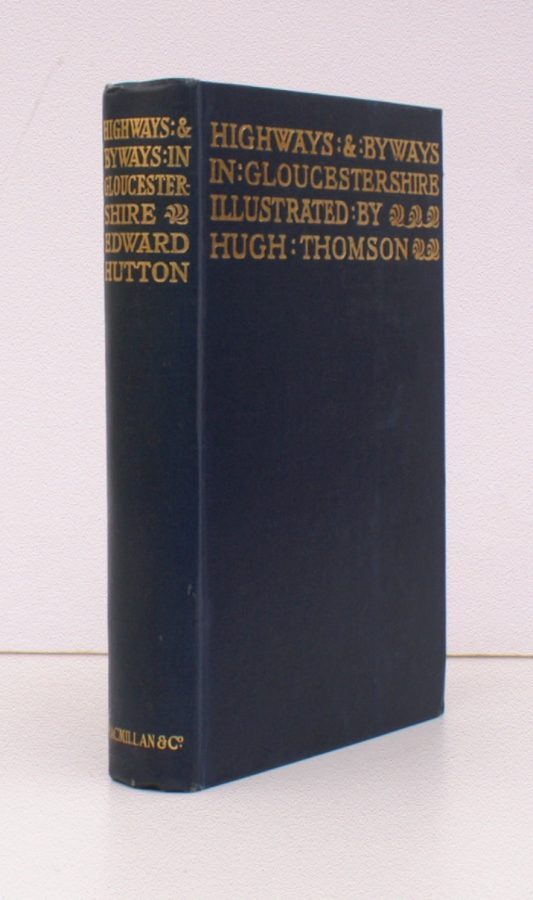 HIGHWAYS:&
BYWAYS:IN
GLOUCESTER-
SHIRE
EDWARD
HUTTON
MACMILLAN & Co.
HIGHWAYS:&:BYWAYS
IN:GLOUCESTERSHIRE
ILLUSTRATED:BY
HUGH:THOMSON